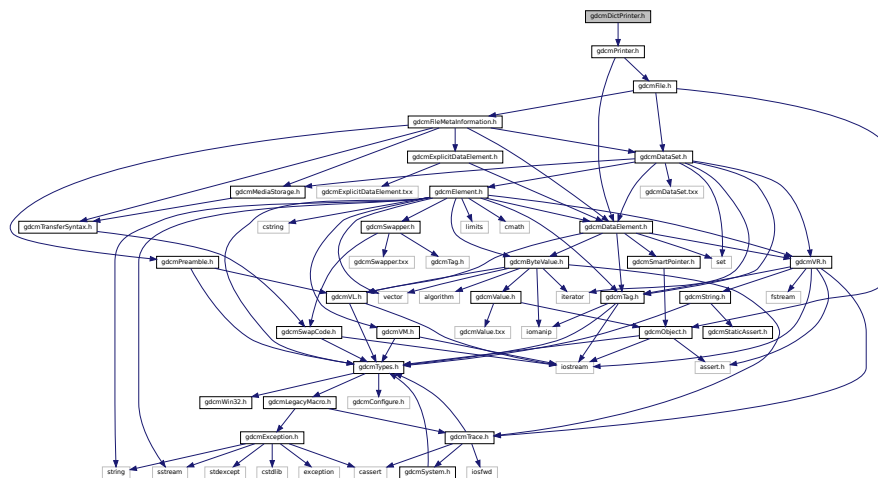 gdcmDictPrinter.h
gdcmPrinter.h
gdcmFile.h
gdcmFileMetaInformation.h
gdcmExplicitDataElement.h
gdcmDataSet.h
gdcmMediaStorage.h
gdcmExplicitDataElement.txx
gdcmElement.h
gdcmDataSet.txx
gdcmTransferSyntax.h
cstring
gdcmSwapper.h
limits
cmath
gdcmDataElement.h
gdcmPreamble.h
gdcmSwapper.txx
gdcmTag.h
gdcmByteValue.h
gdcmSmartPointer.h
set
gdcmVR.h
gdcmVL.h
vector
algorithm
gdcmValue.h
iterator
gdcmTag.h
gdcmString.h
fstream
gdcmSwapCode.h
gdcmVM.h
gdcmValue.txx
iomanip
gdcmObject.h
gdcmStaticAssert.h
gdcmTypes.h
iostream
assert.h
gdcmWin32.h
gdcmLegacyMacro.h
gdcmConfigure.h
gdcmException.h
gdcmTrace.h
string
sstream
stdexcept
cstdlib
exception
cassert
gdcmSystem.h
iosfwd